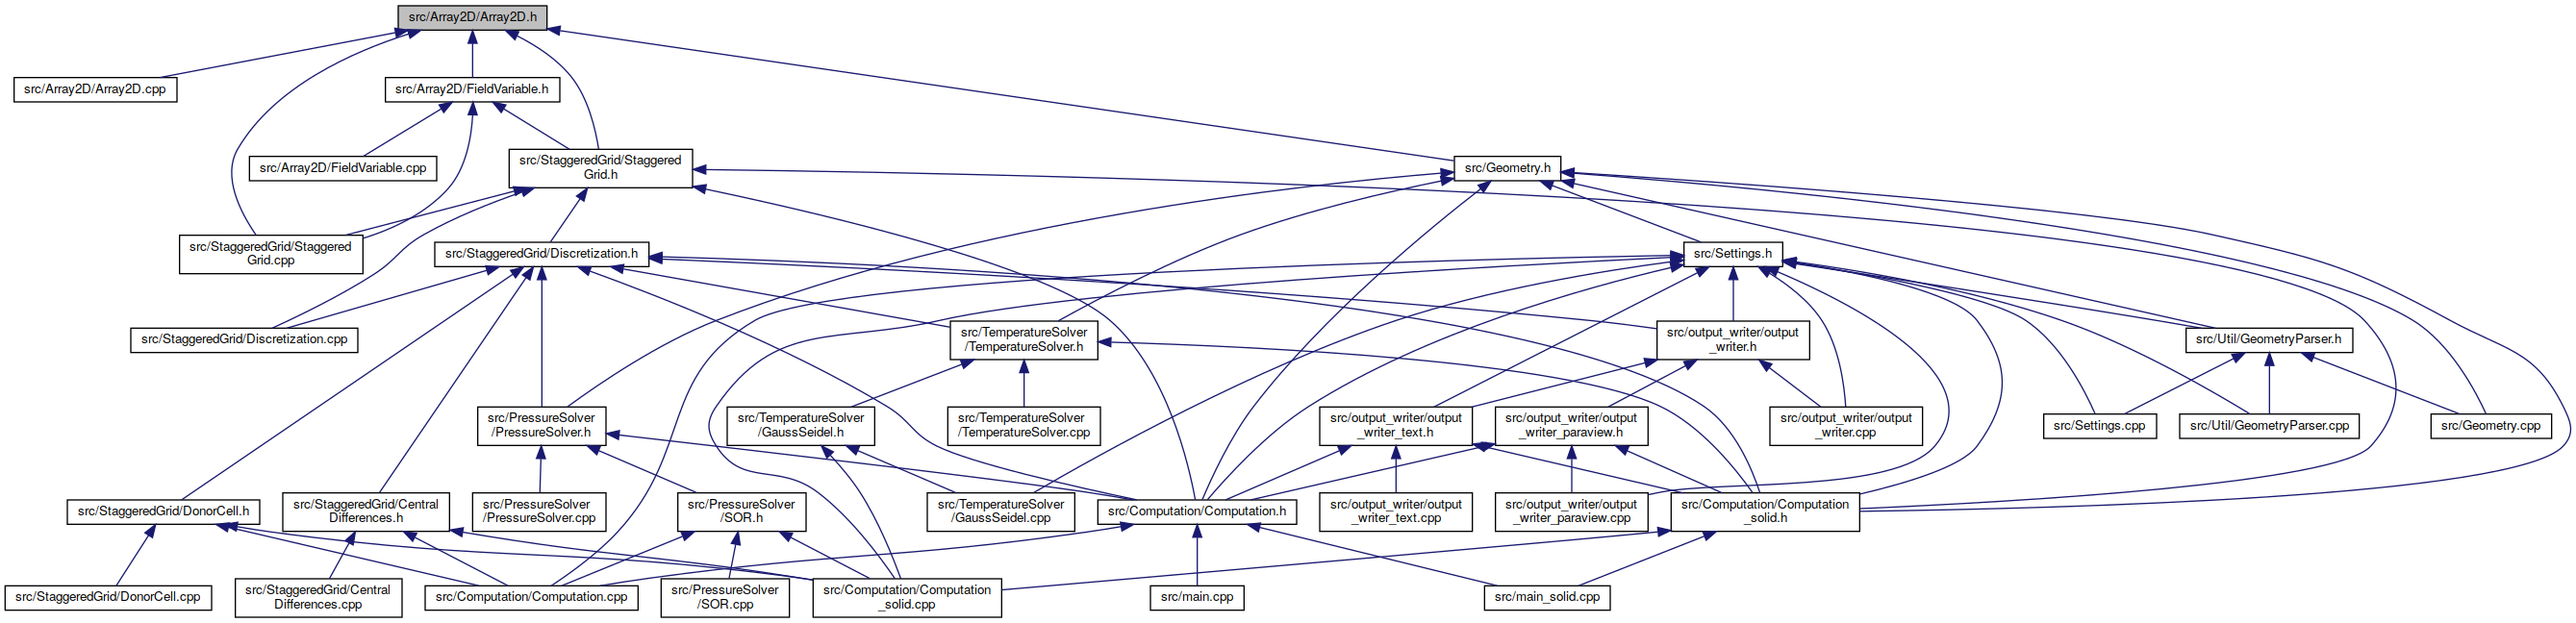 src/Array2D/Array2D.h
src/Array2D/Array2D.cpp
src/Array2D/FieldVariable.h
src/Array2D/FieldVariable.cpp
src/StaggeredGrid/Staggered
Grid.h
src/Geometry.h
src/StaggeredGrid/Staggered
Grid.cpp
src/StaggeredGrid/Discretization.h
src/Settings.h
src/StaggeredGrid/Discretization.cpp
src/TemperatureSolver
/TemperatureSolver.h
src/output_writer/output
_writer.h
src/Util/GeometryParser.h
src/PressureSolver
/PressureSolver.h
src/TemperatureSolver
/GaussSeidel.h
src/TemperatureSolver
/TemperatureSolver.cpp
src/output_writer/output
_writer_text.h
src/output_writer/output
_writer_paraview.h
src/output_writer/output
_writer.cpp
src/Settings.cpp
src/Util/GeometryParser.cpp
src/Geometry.cpp
src/StaggeredGrid/DonorCell.h
src/StaggeredGrid/Central
Differences.h
src/PressureSolver
/PressureSolver.cpp
src/PressureSolver
/SOR.h
src/TemperatureSolver
/GaussSeidel.cpp
src/Computation/Computation.h
src/output_writer/output
_writer_text.cpp
src/output_writer/output
_writer_paraview.cpp
src/Computation/Computation
_solid.h
src/StaggeredGrid/DonorCell.cpp
src/StaggeredGrid/Central
Differences.cpp
src/Computation/Computation.cpp
src/PressureSolver
/SOR.cpp
src/Computation/Computation
_solid.cpp
src/main.cpp
src/main_solid.cpp